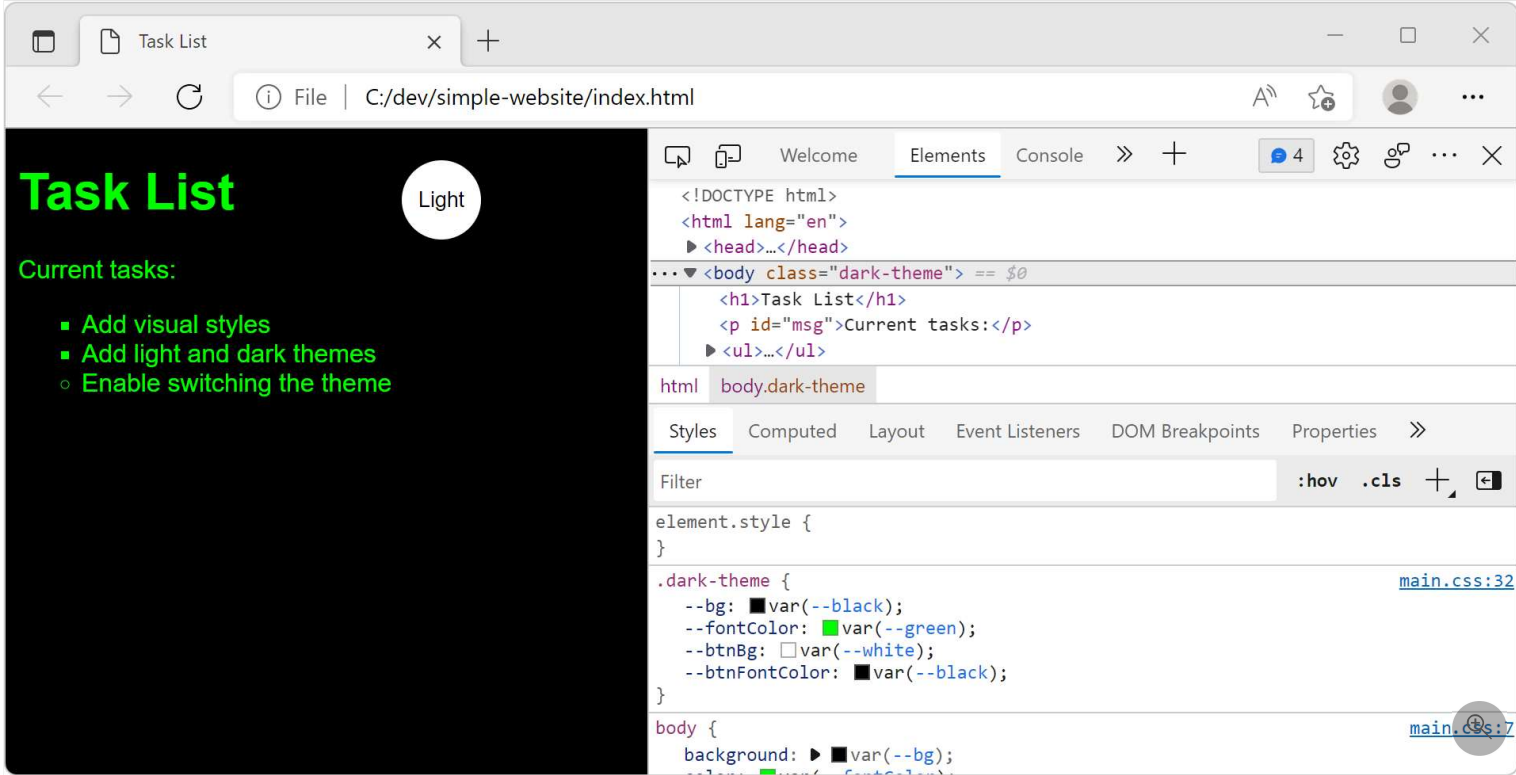 Task List
File C:/dev/simple-website/index.html
Task List
Light
Current tasks:
Add visual styles
Add light and dark themes
Enable switching the theme
Welcome Elements Console 4
<!DOCTYPE html>
<html lang="en">
<head>…</head>
<body class="dark-theme"> == $0
<h1>Task List</h1>
<p id="msg">Current tasks:</p>
<ul>…</ul>
html body.dark-theme
Styles Computed Layout Event Listeners DOM Breakpoints Properties
Filter :hov .cls
element.style {
}
.dark-theme { main.css:32
--bg: var(--black);
--fontColor: var(--green);
--btnBg: var(--white);
--btnFontColor: var(--black);
}
body { main.css:7
background: var(--bg);